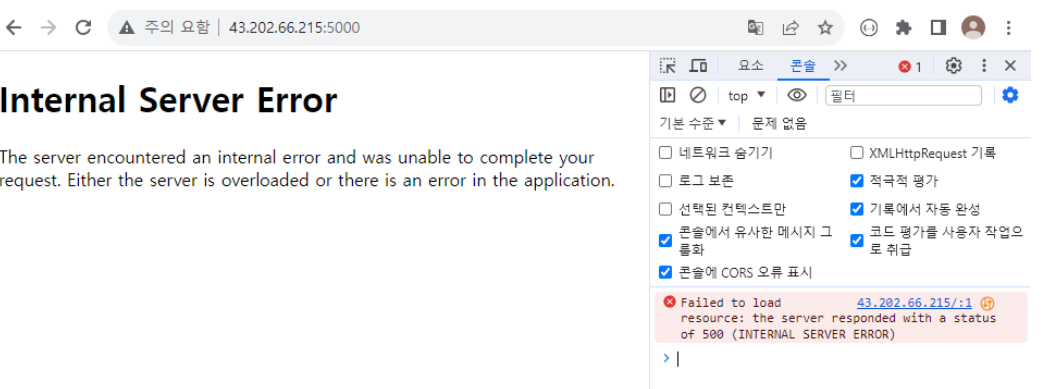 주의 요함 43.202.66.215:5000
Internal Server Error
The server encountered an internal error and was unable to complete your
request. Either the server is overloaded or there is an error in the application.
요소 콘솔 1
top ▼ 필터
기본 수준 ▼ 문제 없음
네트워크 숨기기 XMLHttpRequest 기록
로그 보존 적극적 평가
선택된 컨텍스트만 기록에서 자동 완성
콘솔에서 유사한 메시지 그
룹화
코드 평가를 사용자 작업으
로 취급
콘솔에 CORS 오류 표시
Failed to load 43.202.66.215/:1
resource: the server responded with a status
of 500 (INTERNAL SERVER ERROR)